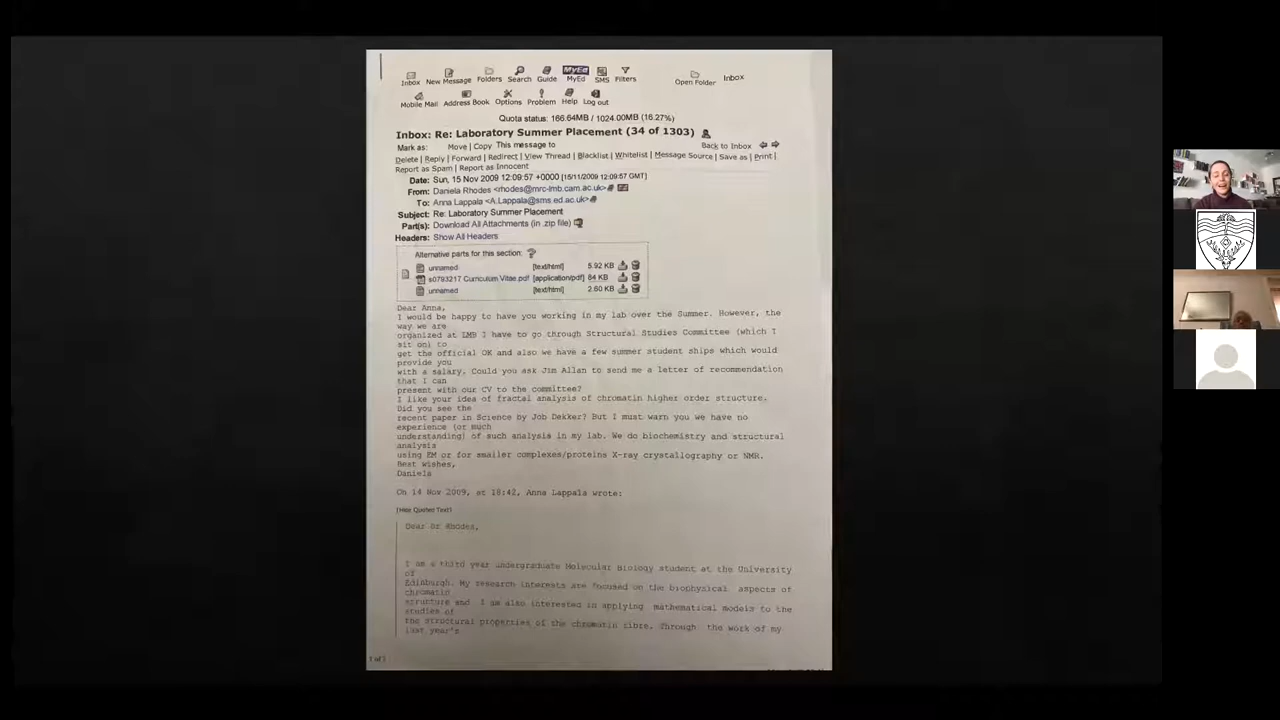 Inbox New Message Folders Search Guide MyEd SMS Filters Open Folder Inbox
MyEd
Mobile Mail Address Book Options Problem Help Log out
Quota status: 166.64MB / 1024.00MB (16.27%)
Inbox: Re: Laboratory Summer Placement (34 of 1303)
Mark as: Move | Copy This message to Back to Inbox
Delete | Reply | Forward | Redirect | View Thread | Blacklist | Whitelist | Message Source | Save as | Print |
Report as Spam | Report as Innocent
Date: Sun, 15 Nov 2009 12:09:57 +0000 [15/11/2009 12:09:57 GMT]
From: Daniela Rhodes <rhodes@mrc-lmb.cam.ac.uk>
To: Anna Lappala <A.Lappala@sms.ed.ac.uk>
Subject: Re: Laboratory Summer Placement
Part(s): Download All Attachments (in .zip file)
Headers: Show All Headers
Alternative parts for this section:
unnamed [text/html] 5.92 KB
s0793217 Curriculum Vitae.pdf [application/pdf] 84 KB
unnamed [text/html] 2.60 KB
Dear Anna,
I would be happy to have you working in my lab over the Summer. However, the
way we are
organized at LMB I have to go through Structural Studies Committee (which I
sit on) to
get the official OK and also we have a few summer student ships which would
provide you
with a salary. Could you ask Jim Allan to send me a letter of recommendation
that I can
present with our CV to the committee?
I like your idea of fractal analysis of chromatin higher order structure.
Did you see the
recent paper in Science by Job Dekker? But I must warn you we have no
experience (or much
understanding) of such analysis in my lab. We do biochemistry and structural
analysis
using EM or for smaller complexes/proteins X-ray crystallography or NMR.
Best wishes,
Daniela
On 14 Nov 2009, at 18:42, Anna Lappala wrote:
[Hide Quoted Text]
Dear Dr Rhodes,
I am a third year undergraduate Molecular Biology student at the University
of
Edinburgh. My research interests are focused on the biophysical aspects of
chromatin
structure and I am also interested in applying mathematical models to the
studies of
the structural properties of the chromatin fibre. Through the work of my
last year's